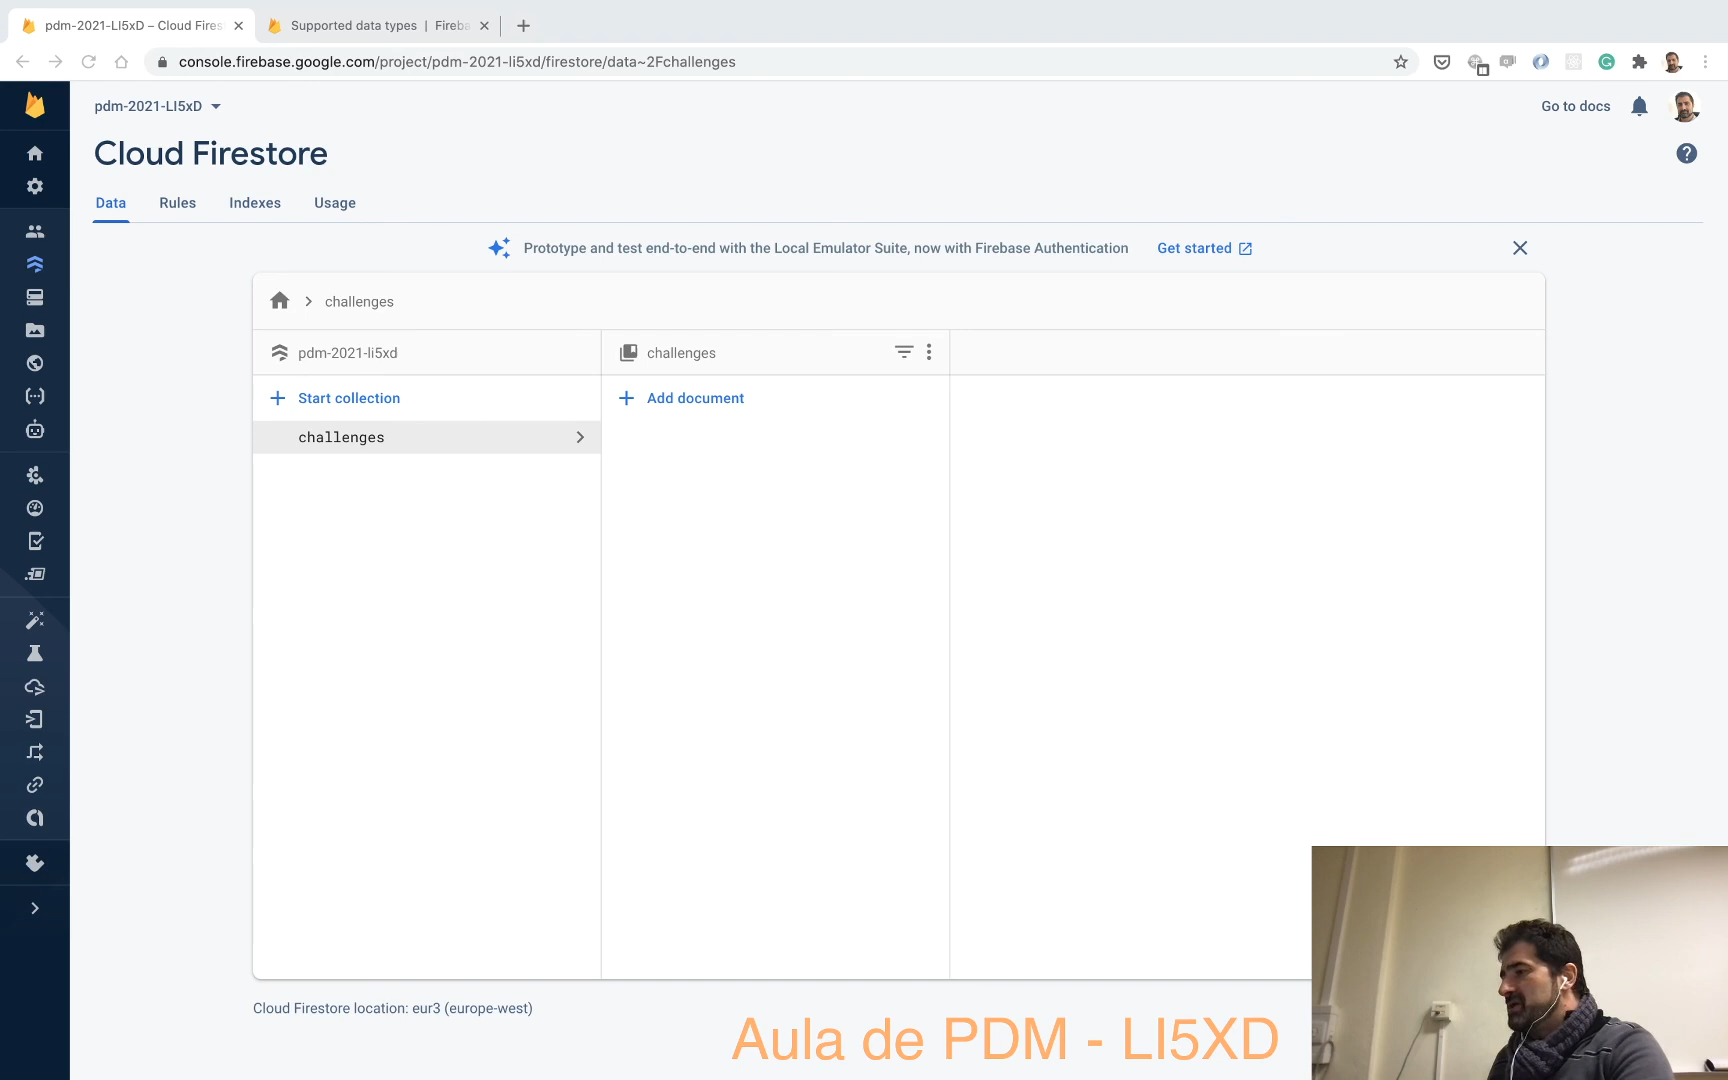 pdm-2021-LI5xD – Cloud Fires
Supported data types | Fireba
console.firebase.google.com/project/pdm-2021-li5xd/firestore/data~2Fchallenges
pdm-2021-LI5xD
Go to docs
Cloud Firestore
Data Rules Indexes Usage
Prototype and test end-to-end with the Local Emulator Suite, now with Firebase Authentication Get started
challenges
pdm-2021-li5xd
challenges
Start collection
Add document
challenges
Cloud Firestore location: eur3 (europe-west)
Aula de PDM - LI5XD